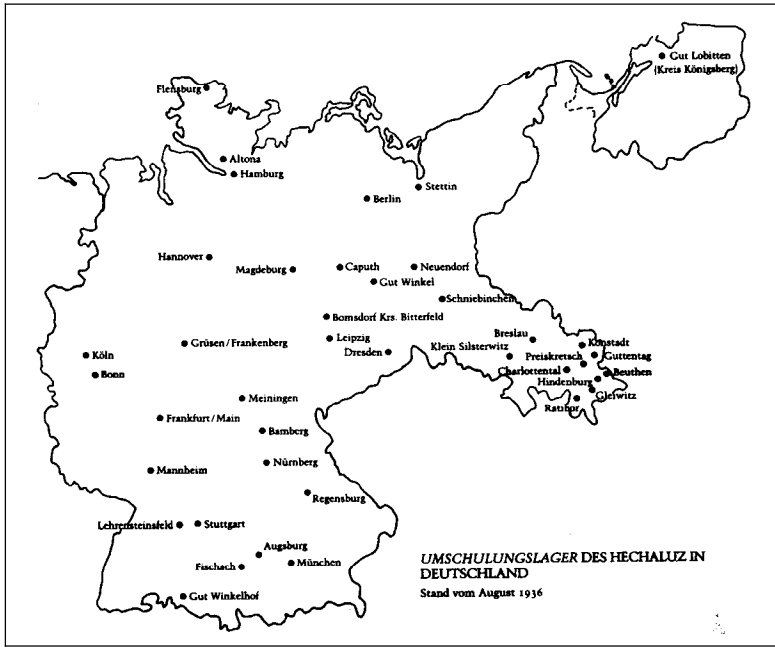 Gut Lobitten
(Kreis Königsberg)
Flensburg
Altona
Hamburg
Stettin
Berlin
Hannover
Magdeburg
Caputh
Neuendorf
Gut Winkel
Schniebinchen
Bomsdorf Krs. Bitterfeld
Breslau
Leipzig
Grüsen/Frankenberg
Klein Silsterwitz
Konstadt
Dresden
Preiskretsch
Guttentag
Köln
Charlottental
Beuthen
Bonn
Hindenburg
Gleiwitz
Meiningen
Ratibor
Frankfurt/Main
Bamberg
Nürnberg
Mannheim
Regensburg
Lehrensteinsfeld
Stuttgart
Augsburg
Fischach
München
Gut Winkelhof
UMSCHULUNGSLAGER DES HECHALUZ IN
DEUTSCHLAND
Stand vom August 1936